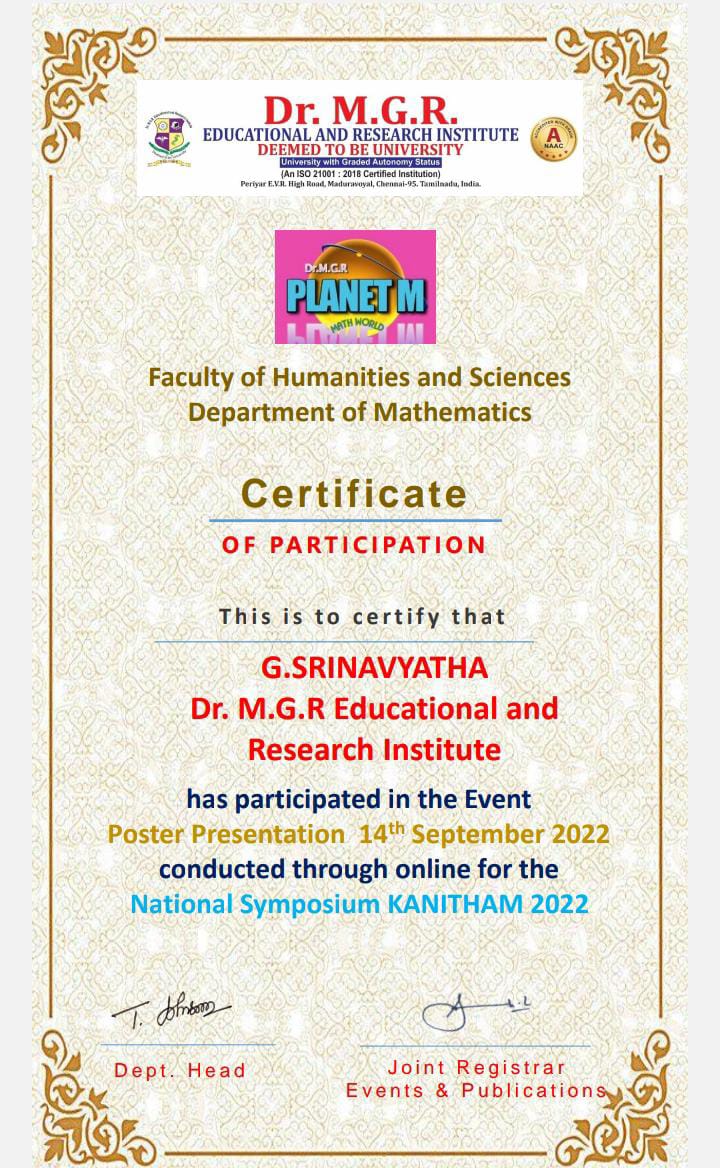 Dr. M.G.R.
EDUCATIONAL AND RESEARCH INSTITUTE
DEEMED TO BE UNIVERSITY
University with Graded Autonomy Status
(An ISO 21001 : 2018 Certified Institution)
Periyar E.V.R. High Road, Maduravoyal, Chennai-95. Tamilnadu, India.
ACCREDITED WITH GRADE
A
NAAC
Dr.M.G.R
PLANET M
MATH WORLD
Faculty of Humanities and Sciences
Department of Mathematics
Certificate
OF PARTICIPATION
This is to certify that
G.SRINAVYATHA
Dr. M.G.R Educational and
Research Institute
has participated in the Event
Poster Presentation 14th September 2022
conducted through online for the
National Symposium KANITHAM 2022
Dept. Head
Joint Registrar
Events & Publications